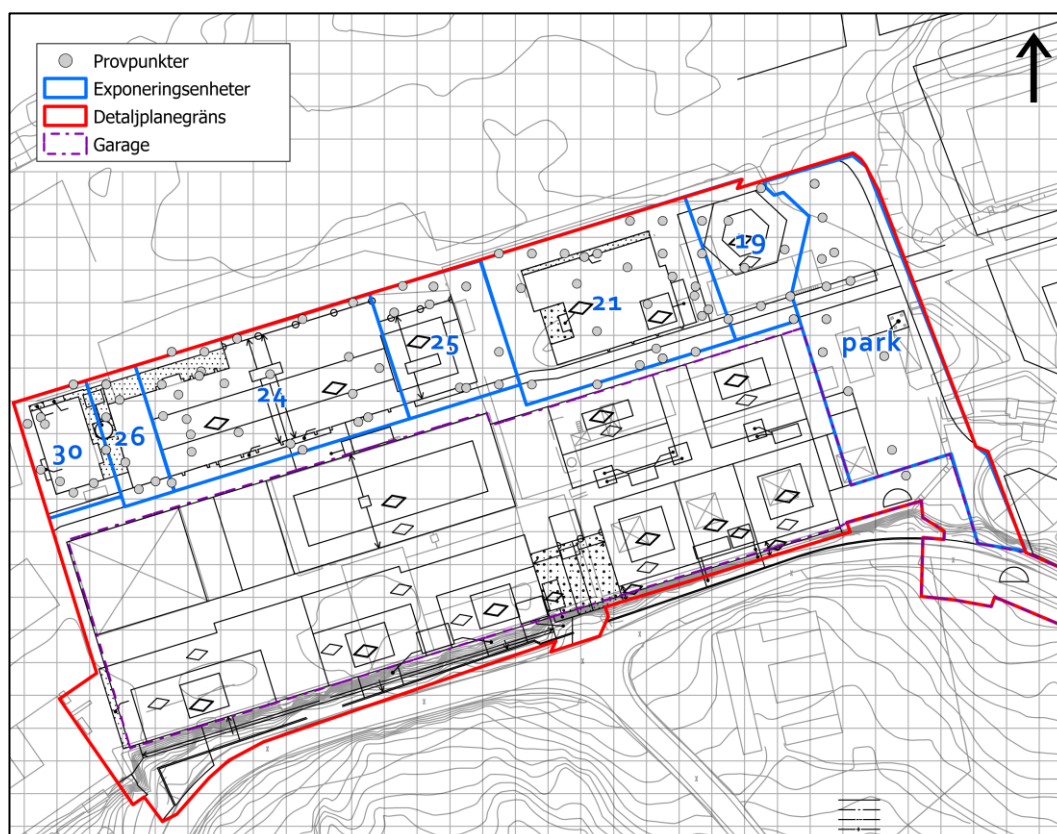 Provpunkter
Exponeringsenheter
Detaljplanegräns
Garage
19
21
25
park
24
26
30